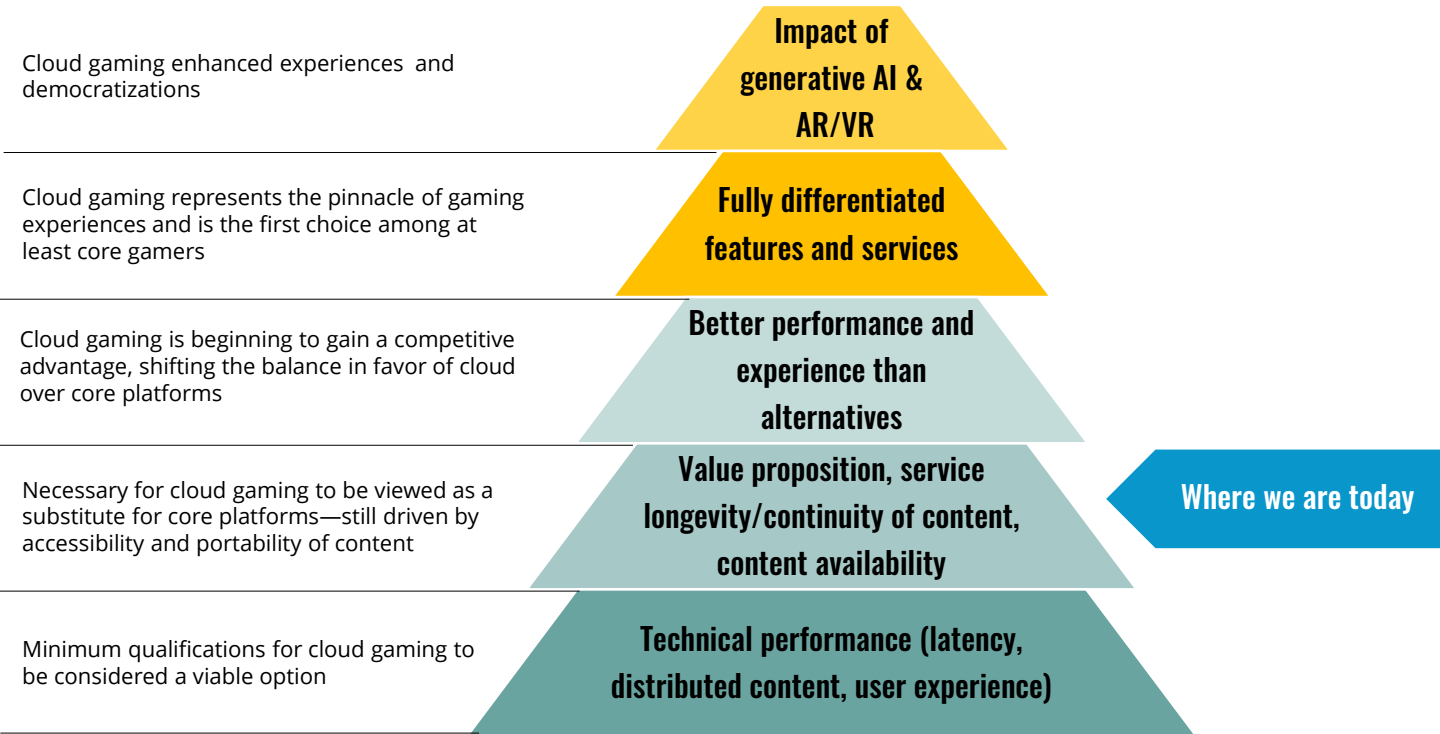 Cloud gaming enhanced experiences and
democratizations
Impact of
generative AI &
AR/VR
Cloud gaming represents the pinnacle of gaming
experiences and is the first choice among at
least core gamers
Fully differentiated
features and services
Cloud gaming is beginning to gain a competitive
advantage, shifting the balance in favor of cloud
over core platforms
Better performance and
experience than
alternatives
Necessary for cloud gaming to be viewed as a
substitute for core platforms—still driven by
accessibility and portability of content
Value proposition, service
longevity/continuity of content,
content availability
Where we are today
Minimum qualifications for cloud gaming to
be considered a viable option
Technical performance (latency,
distributed content, user experience)